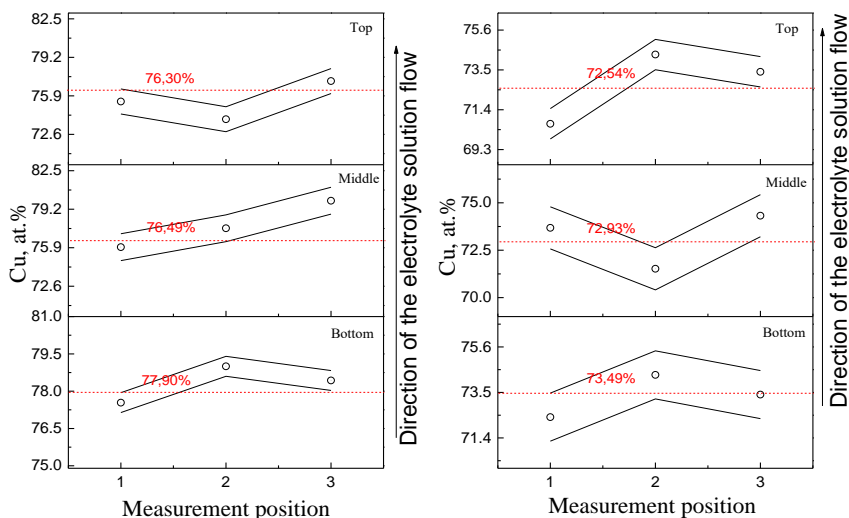 82.5
Top
79.2
76,30%
75.9
72.6
82.5
Middle
79.2
76,49%
75.9
72.6
81.0
Bottom
79.5
77,90%
78.0
76.5
75.0
1 2 3
Measurement position
Cu, at.%
Direction of the electrolyte solution flow
75.6
Top
73.5
72,54%
71.4
69.3
Middle
75.0
72,93%
72.5
70.0
Bottom
75.6
73,49%
73.5
71.4
1 2 3
Measurement position
Cu, at.%
Direction of the electrolyte solution flow